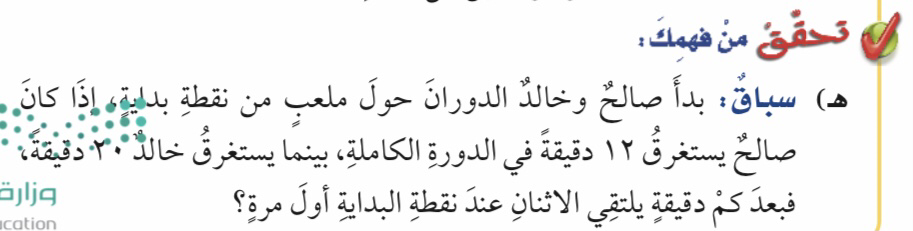 تحقَّقْ منْ فهمِكَ:
هـ) سباقٌ: بدأَ صالحٌ وخالدٌ الدورانَ حولَ ملعبٍ من نقطةِ بدايةٍ، إذَا كانَ
صالحٌ يستغرقُ ١٢ دقيقةً في الدورةِ الكاملةِ، بينما يستغرقُ خالدٌ ٢٠ دقيقةً،
فبعدَ كمْ دقيقةٍ يلتقِي الاثنانِ عندَ نقطةِ البدايةِ أولَ مرةٍ؟
وزارة
ucation